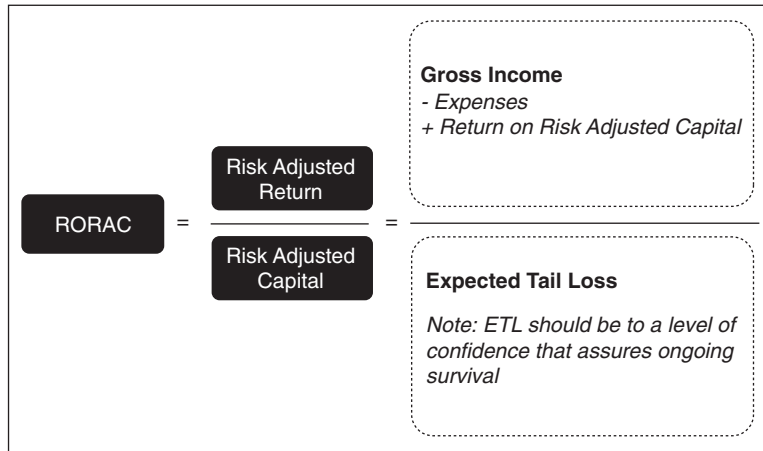 RORAC
=
Risk Adjusted
Return
Risk Adjusted
Capital
=
Gross Income
- Expenses
+ Return on Risk Adjusted Capital
Expected Tail Loss
Note: ETL should be to a level of
confidence that assures ongoing
survival